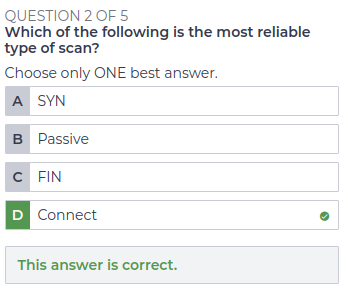 QUESTION 2 OF 5
Which of the following is the most reliable
type of scan?
Choose only ONE best answer.
A SYN
B Passive
C FIN
D Connect
This answer is correct.